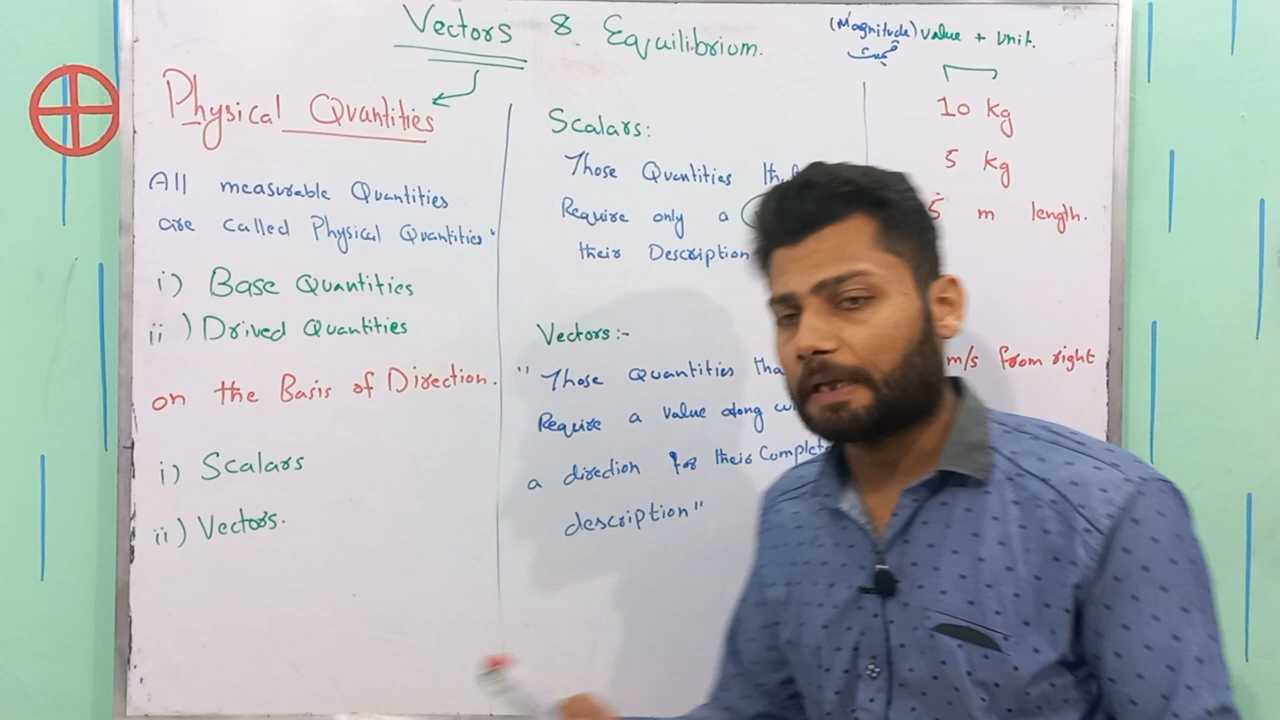 Vectors & Equilibrium.
Physical Quantities
All measurable Quantities
are called Physical Quantities"
i) Base Quantities
ii) Drived Quantities
on the Basis of Direction.
i) Scalars
ii) Vectors.
Scalars:
Those Quantities
Require only a
their Description
Vectors:-
"Those Quantities
Require a value along
a direction for their Complete
description"
(Magnitude) value + unit.
قیمت
10 kg
5 kg
5 m length.
m/s from right